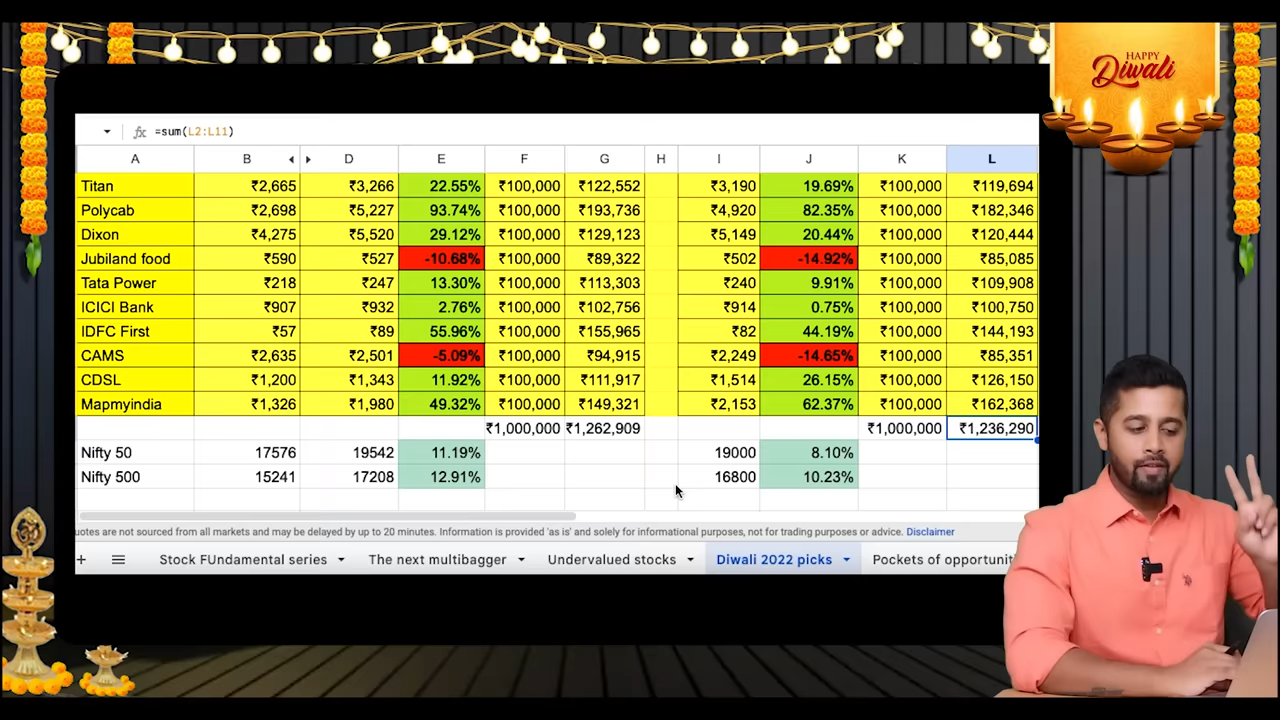 HAPPY
Diwali
fx =sum(L2:L11)
A B D E F G H I J K L
Titan ₹2,665 ₹3,266 22.55% ₹100,000 ₹122,552 ₹3,190 19.69% ₹100,000 ₹119,694
Polycab ₹2,698 ₹5,227 93.74% ₹100,000 ₹193,736 ₹4,920 82.35% ₹100,000 ₹182,346
Dixon ₹4,275 ₹5,520 29.12% ₹100,000 ₹129,123 ₹5,149 20.44% ₹100,000 ₹120,444
Jubiland food ₹590 ₹527 -10.68% ₹100,000 ₹89,322 ₹502 -14.92% ₹100,000 ₹85,085
Tata Power ₹218 ₹247 13.30% ₹100,000 ₹113,303 ₹240 9.91% ₹100,000 ₹109,908
ICICI Bank ₹907 ₹932 2.76% ₹100,000 ₹102,756 ₹914 0.75% ₹100,000 ₹100,750
IDFC First ₹57 ₹89 55.96% ₹100,000 ₹155,965 ₹82 44.19% ₹100,000 ₹144,193
CAMS ₹2,635 ₹2,501 -5.09% ₹100,000 ₹94,915 ₹2,249 -14.65% ₹100,000 ₹85,351
CDSL ₹1,200 ₹1,343 11.92% ₹100,000 ₹111,917 ₹1,514 26.15% ₹100,000 ₹126,150
Mapmyindia ₹1,326 ₹1,980 49.32% ₹100,000 ₹149,321 ₹2,153 62.37% ₹100,000 ₹162,368
₹1,000,000 ₹1,262,909 ₹1,000,000 ₹1,236,290
Nifty 50 17576 19542 11.19% 19000 8.10%
Nifty 500 15241 17208 12.91% 16800 10.23%
uotes are not sourced from all markets and may be delayed by up to 20 minutes. Information is provided 'as is' and solely for informational purposes, not for trading purposes or advice. Disclaimer
+ Stock FUndamental series The next multibagger Undervalued stocks Diwali 2022 picks Pockets of opportuni